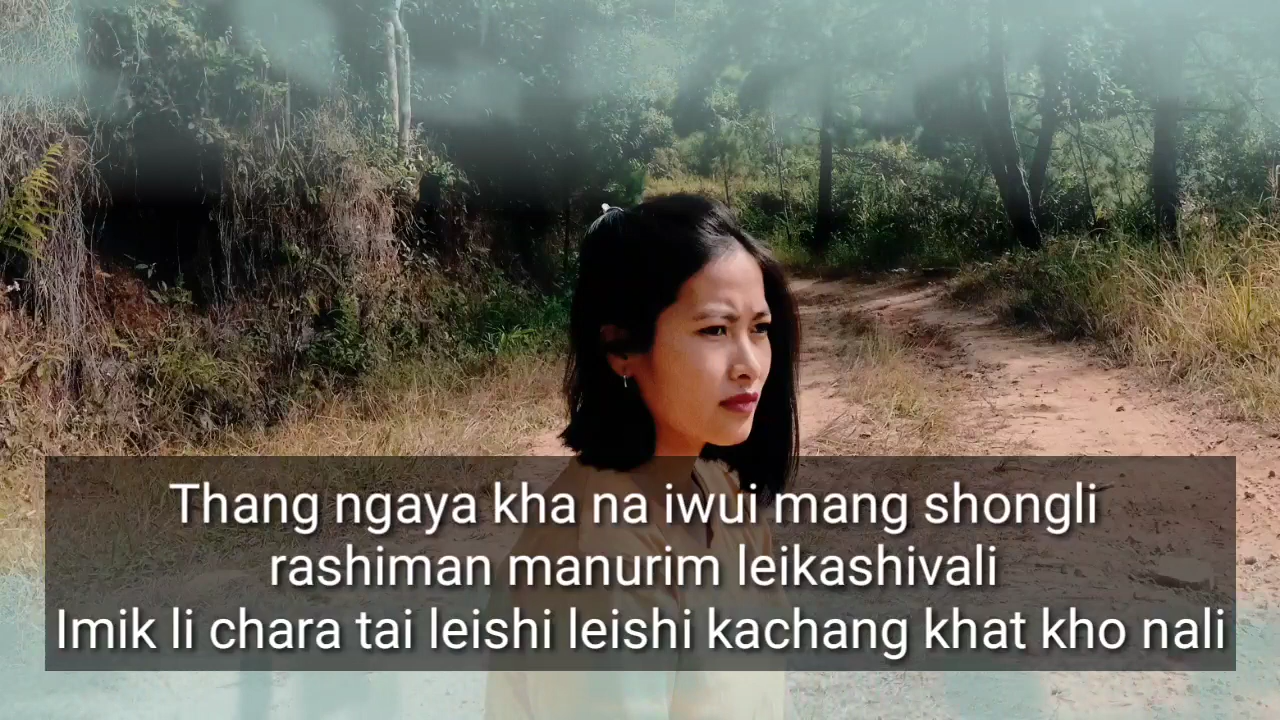 Thang ngaya kha na iwui mang shongli
rashiman manurim leikashivali
Imik li chara tai leishi leishi kachang khat kho nali